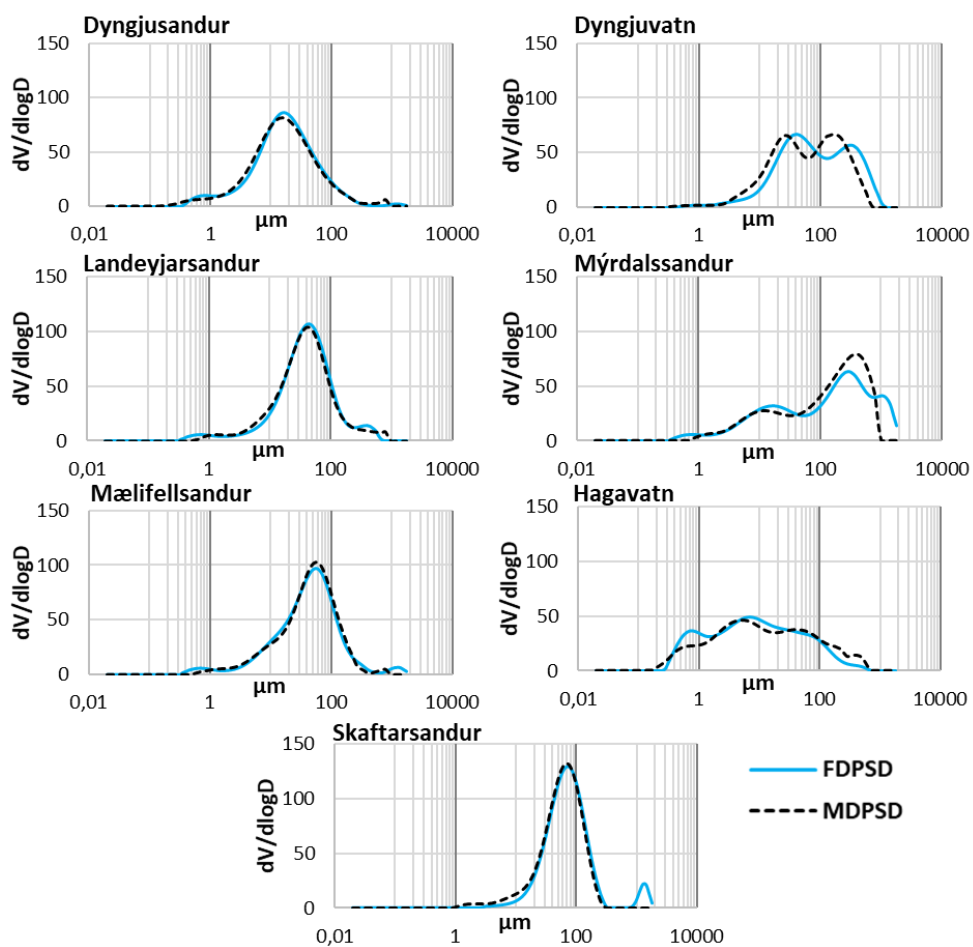 Dyngjusandur
150
100
50
0
dV/dlogD
0,01
1
100
10000
µm
Dyngjuvatn
150
100
50
0
dV/dlogD
0,01
1
100
10000
µm
Landeyjarsandur
150
100
50
0
dV/dlogD
0,01
1
100
10000
µm
Mýrdalssandur
150
100
50
0
dV/dlogD
0,01
1
100
10000
µm
Mælifellsandur
150
100
50
0
dV/dlogD
0,01
1
100
10000
µm
Hagavatn
150
100
50
0
dV/dlogD
0,01
1
100
10000
µm
Skaftarsandur
150
100
50
0
dV/dlogD
0,01
1
100
10000
µm
FDPSD
MDPSD